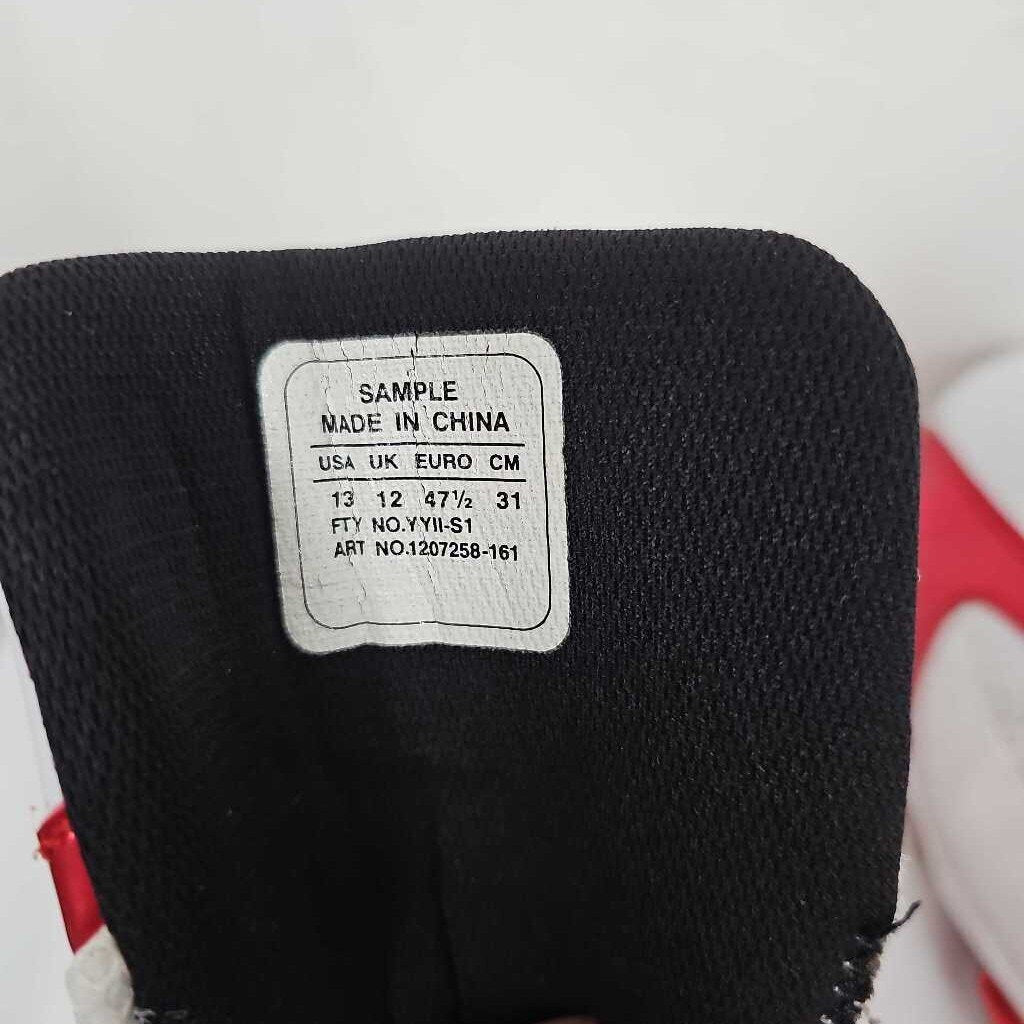 SAMPLE
MADE IN CHINA
USA UK EURO CM
13 12 47½ 31
FTY NO.YYII-S1
ART NO.1207258-161